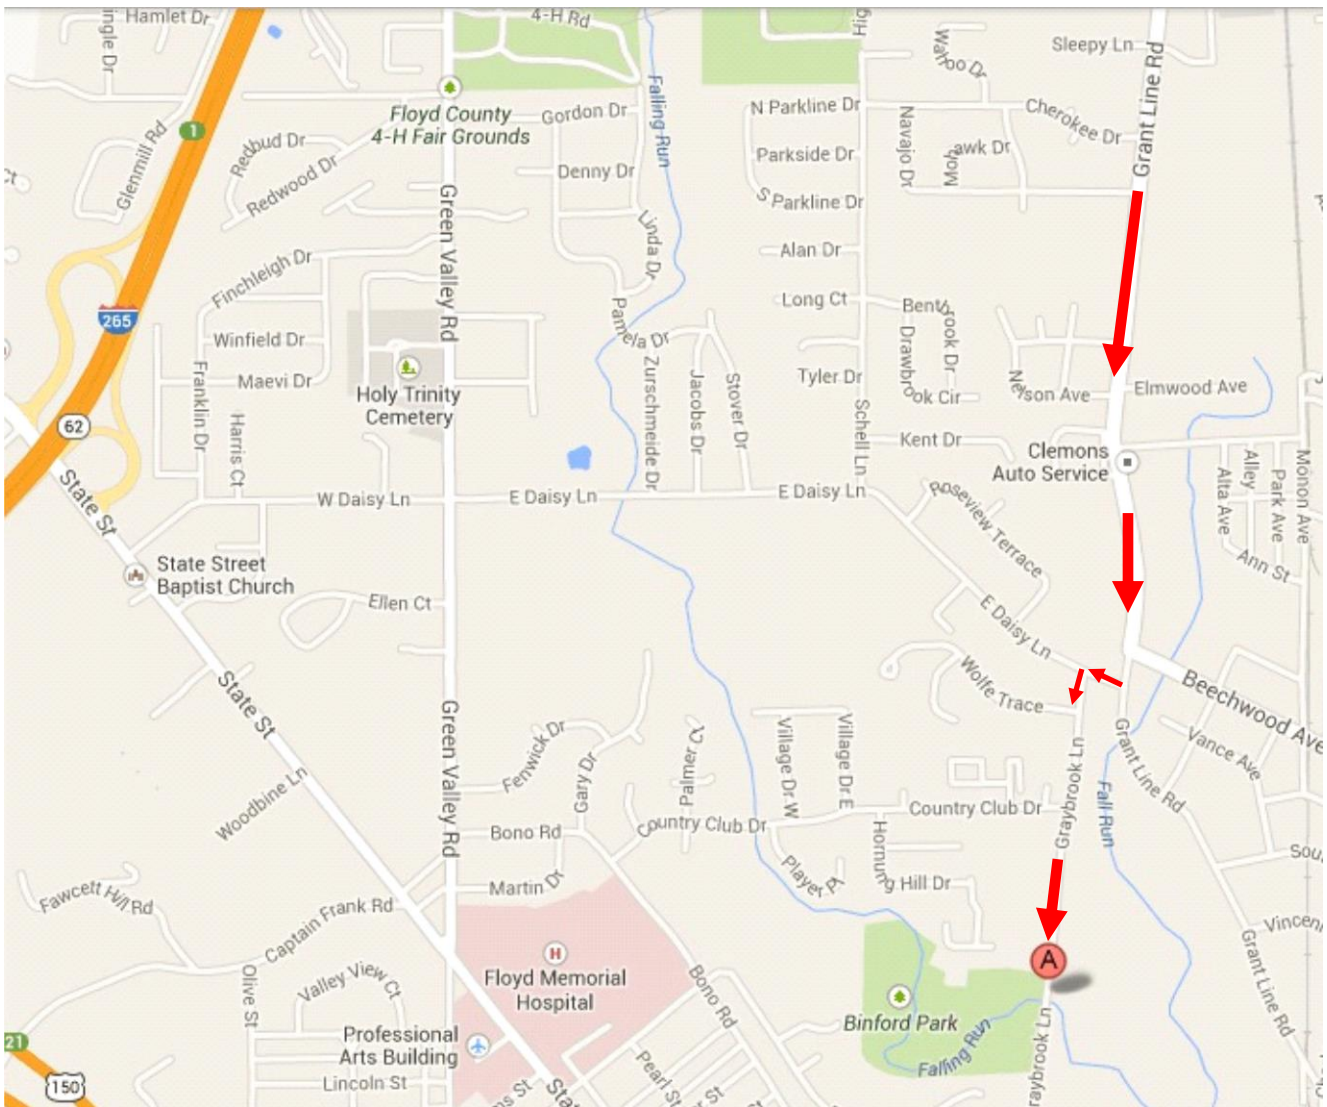 Hamlet Dr
4-H Rd
Sleepy Ln
Grant Line Rd
1
Floyd County
4-H Fair Grounds
Gordon Dr
Falling Run
N Parkline Dr
Navajo Dr
Cherokee Dr
Glenmill Rd
Redbud Dr
Redwood Dr
Denny Dr
Parkside Dr
S Parkline Dr
Green Valley Rd
Linda Dr
Alan Dr
Finchleigh Dr
Long Ct
265
Winfield Dr
Pamela Dr
Drawbrook Cir
Maevi Dr
Holy Trinity
Cemetery
Zurschmeide Dr
Jacobs Dr
Stover Dr
Tyler Dr
Schell Ln
Nelson Ave
Elmwood Ave
62
Franklin Dr
Harris Ct
Kent Dr
Clemons
Auto Service
Alta Ave
Alley
Park Ave
Monon Ave
State St
W Daisy Ln
E Daisy Ln
E Daisy Ln
Roseview Terrace
Ann St
State Street
Baptist Church
Ellen Ct
E Daisy Ln
Wolfe Trace
Beechwood Ave
State St
Green Valley Rd
Fenwick Dr
Gary Dr
Palmer Ct
Village Dr W
Village Dr E
Graybrook Ln
Grant Line Rd
Vance Ave
Fall Run
Woodbine Ln
Bono Rd
Country Club Dr
Country Club Dr
Hornung Hill Dr
Player Pl
Martin Dr
Fawcett Hill Rd
Captain Frank Rd
A
Grant Line Rd
Floyd Memorial
Hospital
H
Bono Rd
Olive St
Valley View Ct
Binford Park
Falling Run
raybrook Ln
Professional
Arts Building
21
150
Lincoln St
Pearl St